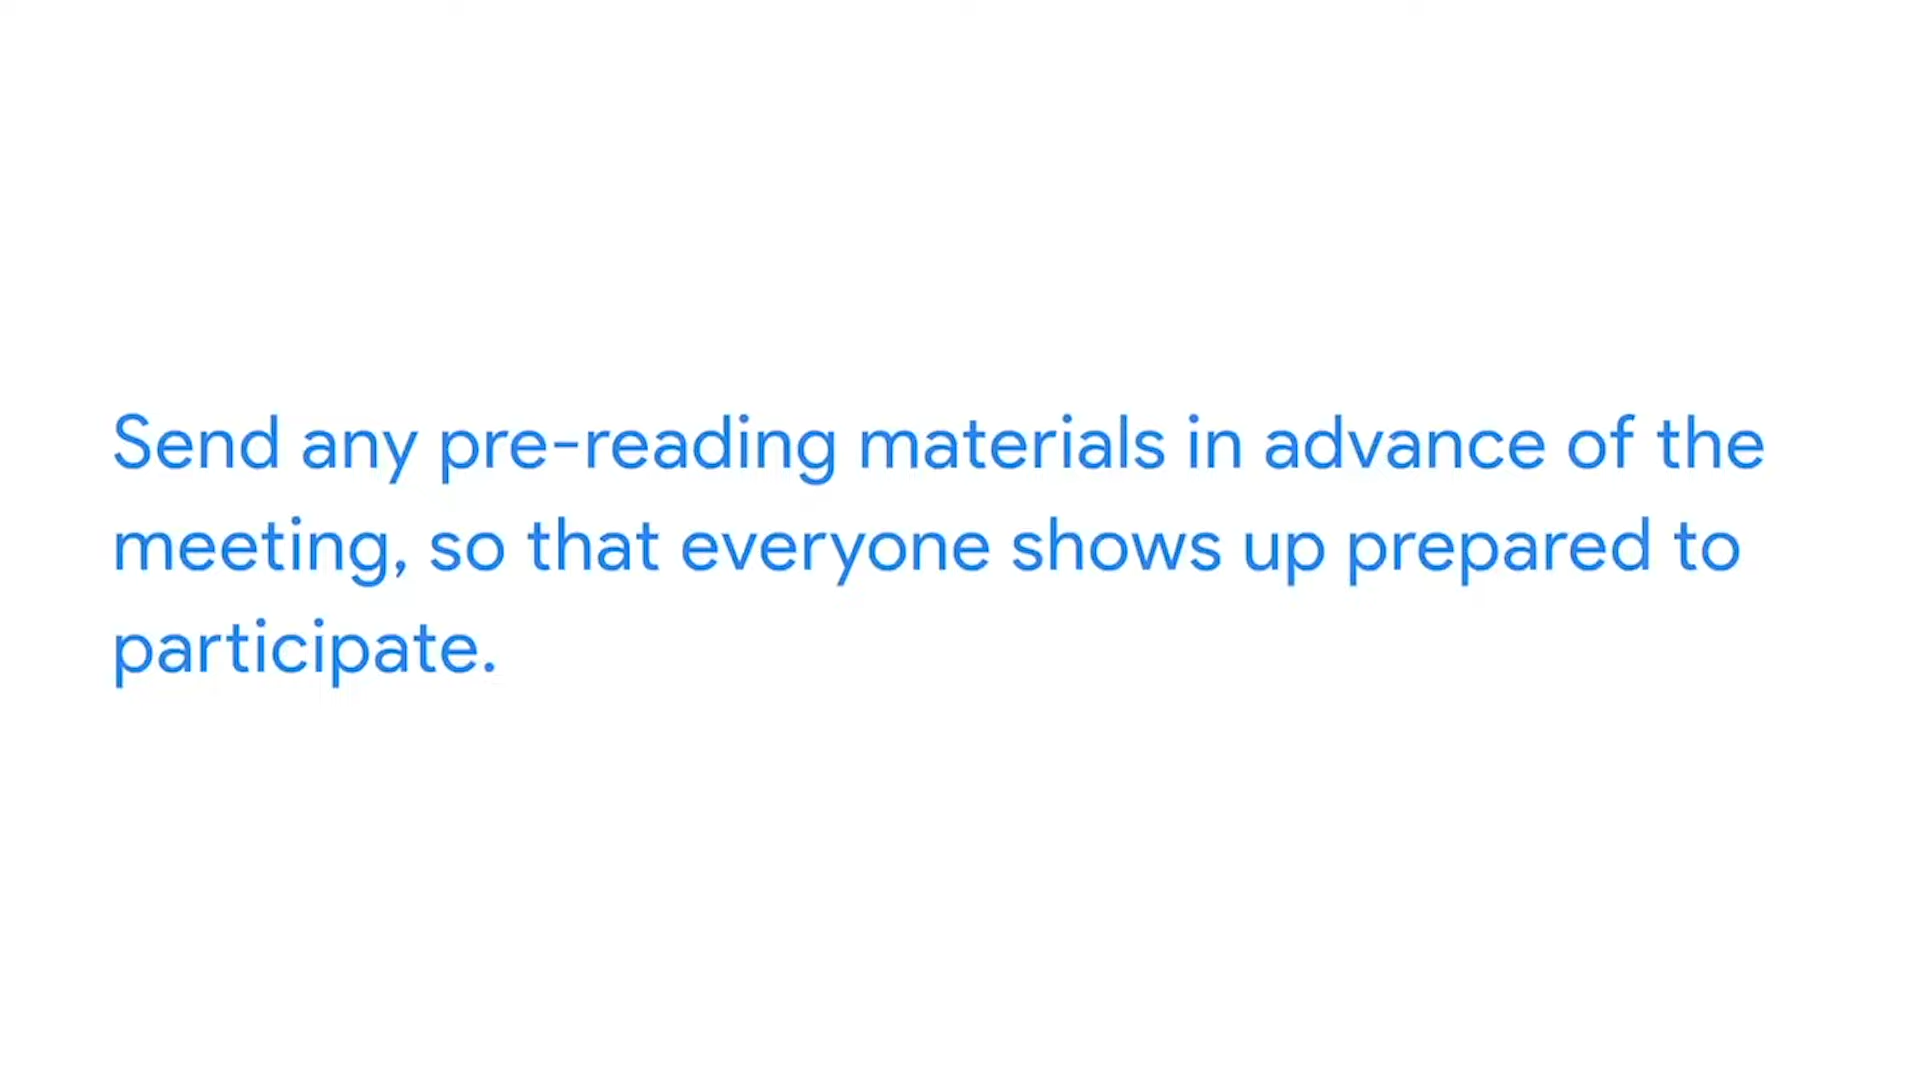 Send any pre-reading materials in advance of the
meeting, so that everyone shows up prepared to
participate.